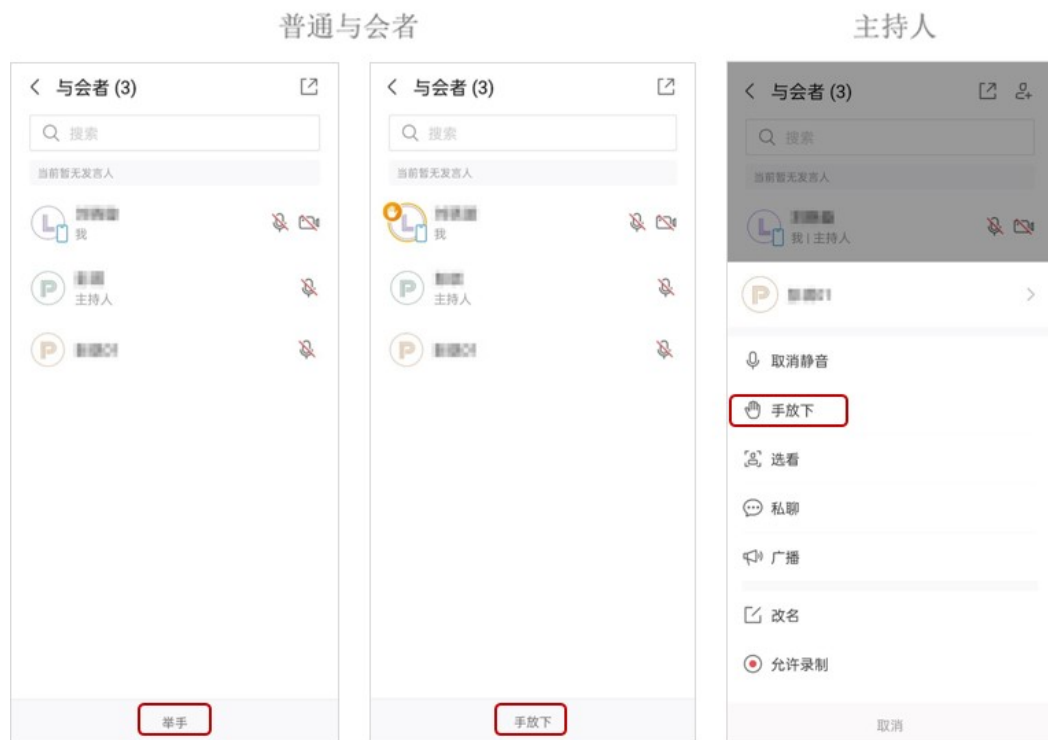 普通与会者
主持人
与会者 (3)
搜索
当前暂无发言人
L
我
P
主持人
P
举手
与会者 (3)
搜索
当前暂无发言人
L
我
P
主持人
P
手放下
与会者 (3)
搜索
当前暂无发言人
L
我 | 主持人
P
取消静音
手放下
选看
私聊
广播
改名
允许录制
取消